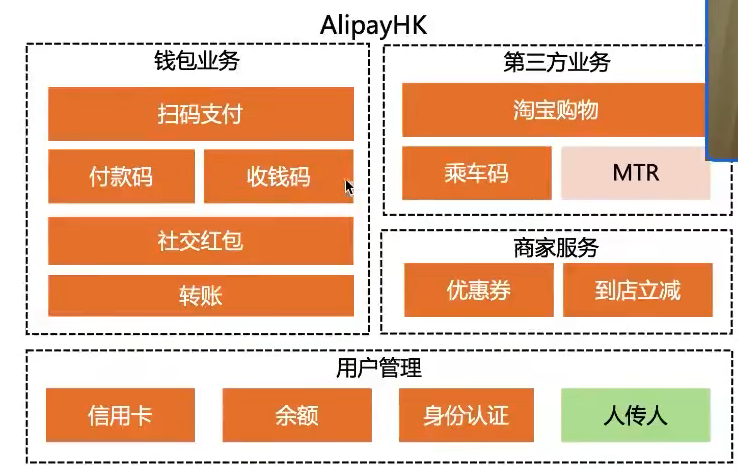 AlipayHK
钱包业务
扫码支付
付款码
收钱码
社交红包
转账
第三方业务
淘宝购物
乘车码
MTR
商家服务
优惠券
到店立减
用户管理
信用卡
余额
身份认证
人传人